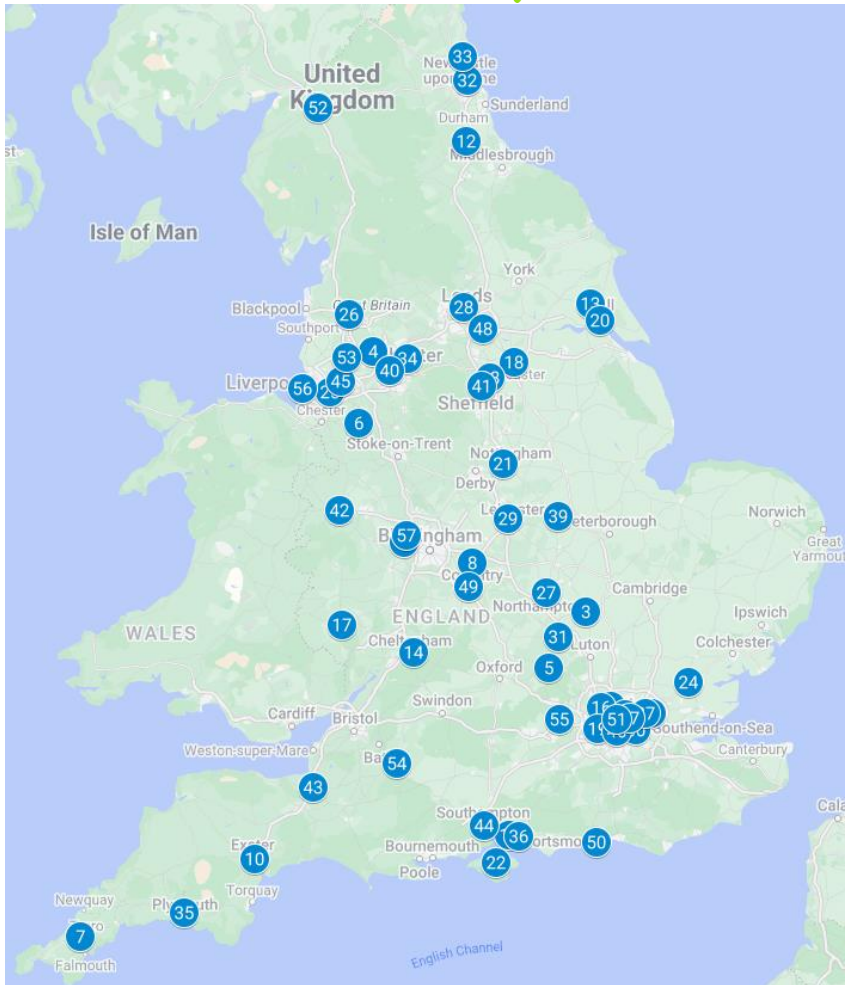 33
Newcastle
upon Tyne
32
United
Kingdom
52
Sunderland
Durham
12
Middlesbrough
Isle of Man
York
13
20
Leeds
28
48
Blackpool
26
Great Britain
Southport
53
4
34
40
18
45
56
Liverpool
41
Sheffield
Chester
6
Stoke-on-Trent
Nottingham
21
Derby
42
29
39
Peterborough
Norwich
Great
Yarmouth
57
Birmingham
8
Coventry
49
27
Northampton
3
Cambridge
Ipswich
ENGLAND
WALES
17
Cheltenham
14
31
Luton
Colchester
Oxford
5
24
16
51
55
Swindon
Southend-on-Sea
Cardiff
Bristol
Canterbury
Weston-super-Mare
54
43
Southampton
44
36
50
Bournemouth
Poole
22
Exeter
10
Torquay
Newquay
Plymouth
35
7
Falmouth
English Channel